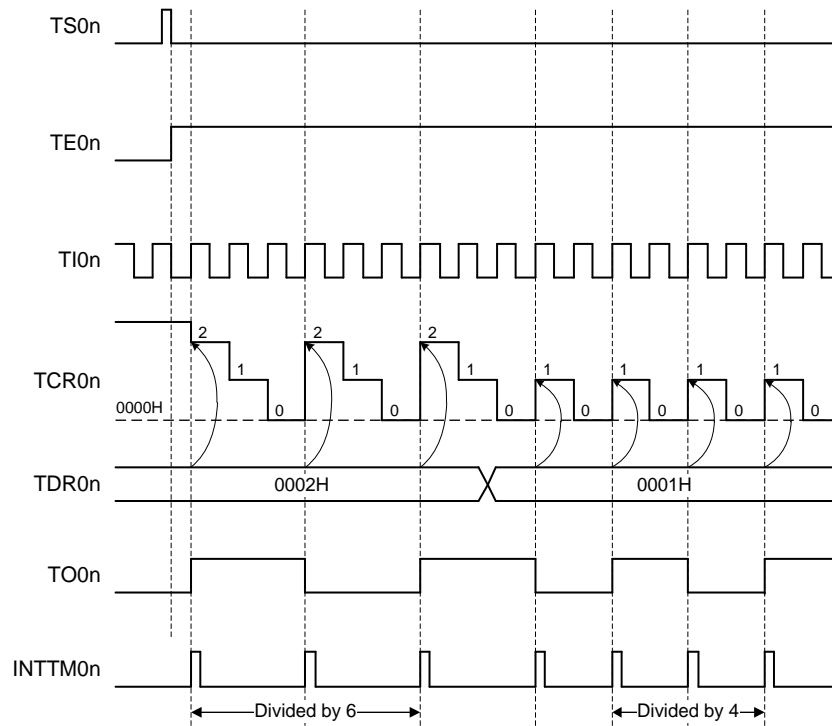 TS0n
TE0n
TI0n
TCR0n
2 2 2
1 1 1 1 1 1 1
0 0 0 0 0 0 0
0000H
TDR0n
0002H 0001H
TO0n
INTTM0n
Divided by 6 Divided by 4